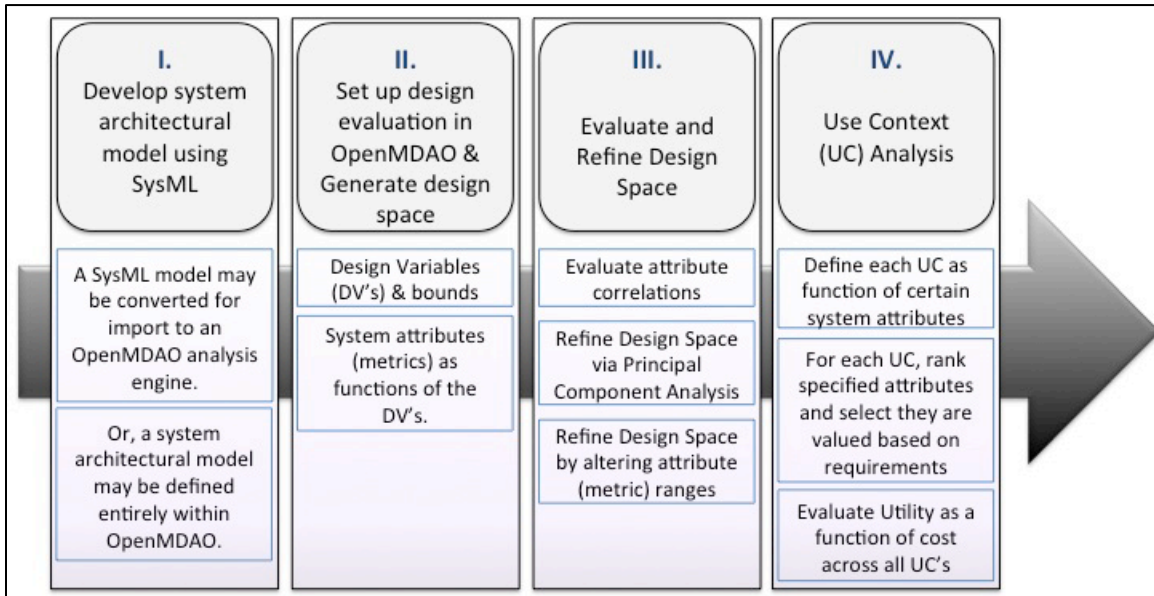 I.
Develop system
architectural
model using
SysML
A SysML model may
be converted for
import to an
OpenMDAO analysis
engine.
Or, a system
architectural model
may be defined
entirely within
OpenMDAO.
II.
Set up design
evaluation in
OpenMDAO &
Generate design
space
Design Variables
(DV's) & bounds
System attributes
(metrics) as
functions of the
DV's.
III.
Evaluate and
Refine Design
Space
Evaluate attribute
correlations
Refine Design Space
via Principal
Component Analysis
Refine Design Space
by altering attribute
(metric) ranges
IV.
Use Context
(UC) Analysis
Define each UC as
function of certain
system attributes
For each UC, rank
specified attributes
and select they are
valued based on
requirements
Evaluate Utility as a
function of cost
across all UC's